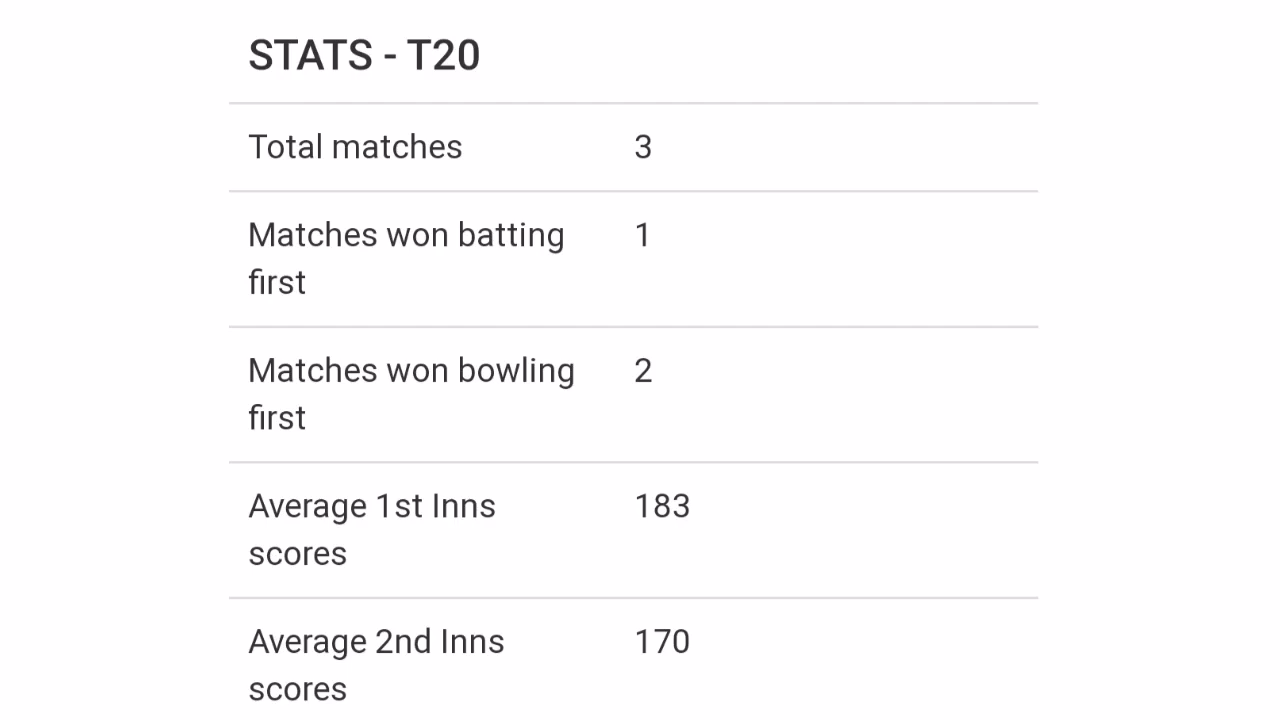 STATS - T20
Total matches 3
Matches won batting 1
first
Matches won bowling 2
first
Average 1st Inns 183
scores
Average 2nd Inns 170
scores